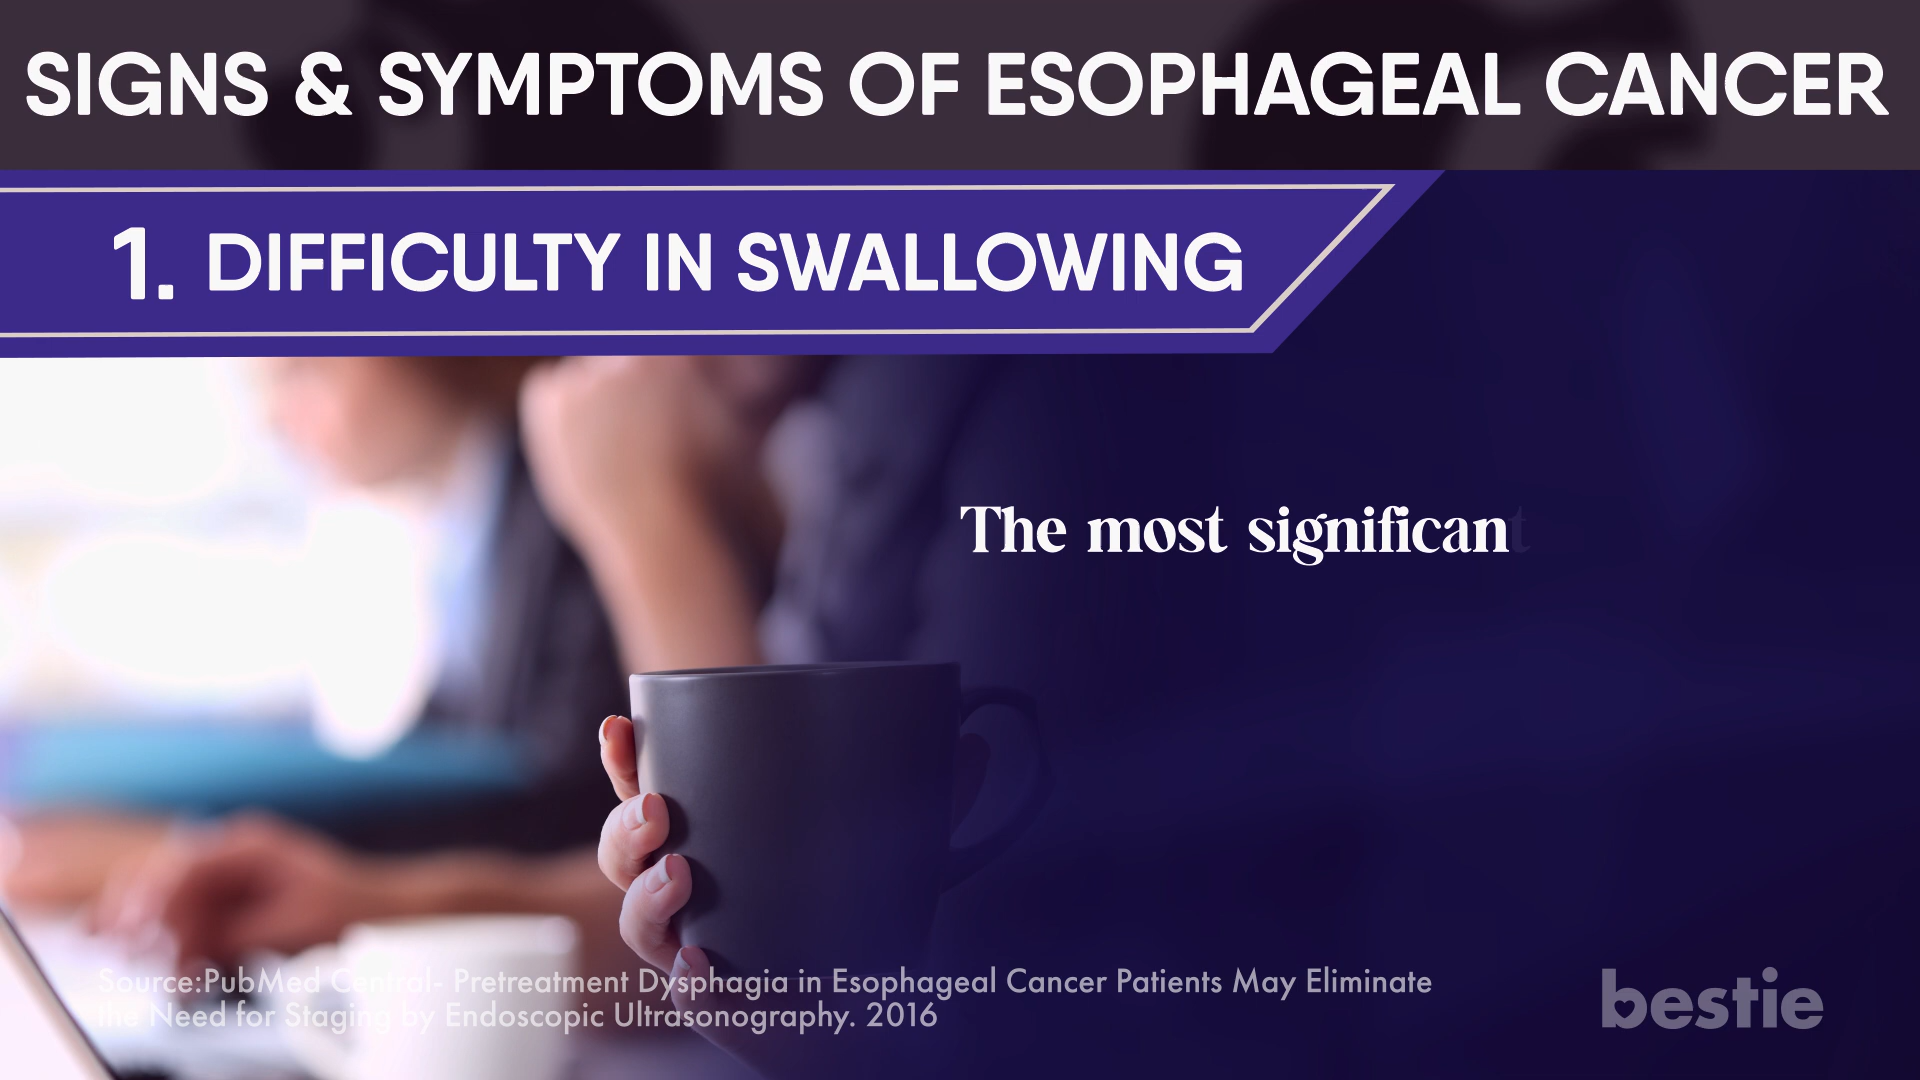 SIGNS & SYMPTOMS OF ESOPHAGEAL CANCER
1. DIFFICULTY IN SWALLOWING
The most significant
Source:PubMed Central- Pretreatment Dysphagia in Esophageal Cancer Patients May Eliminate
the Need for Staging by Endoscopic Ultrasonography. 2016
bestie